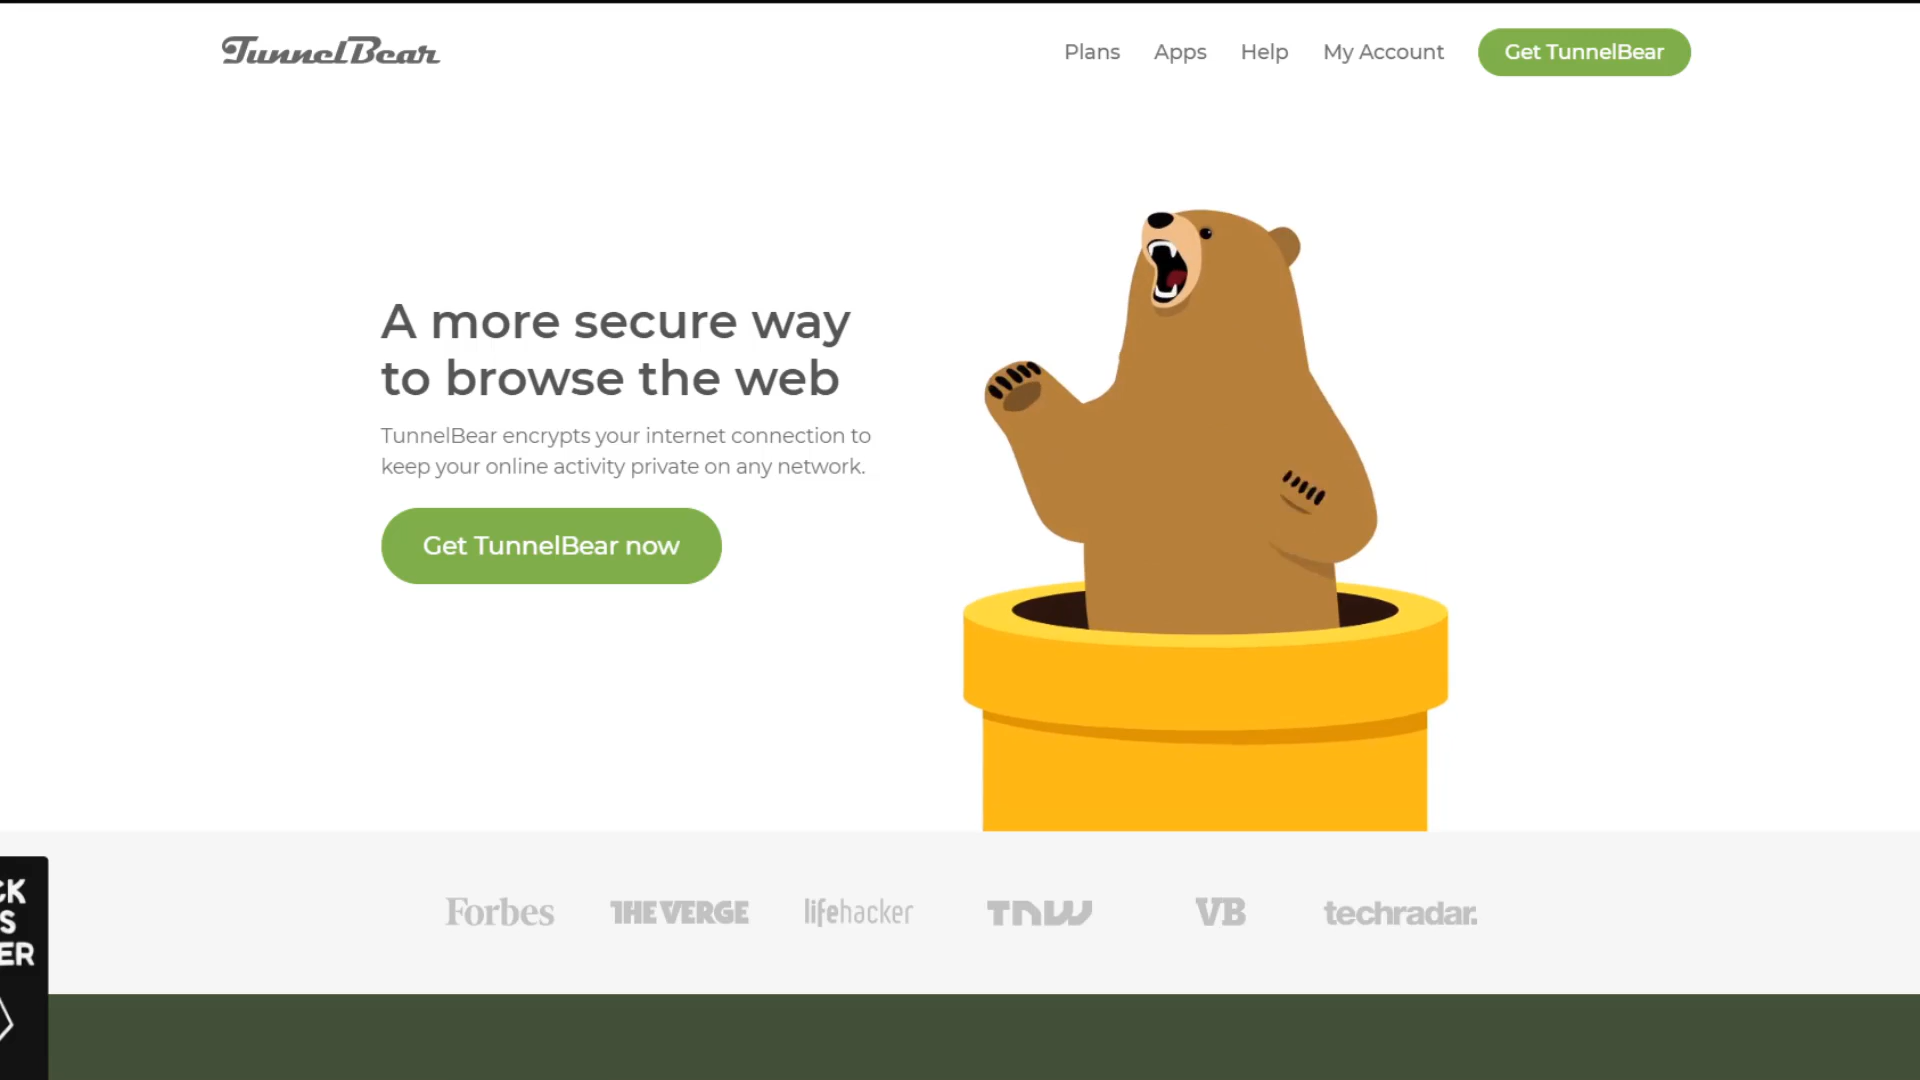 TunnelBear
Plans
Apps
Help
My Account
Get TunnelBear
A more secure way
to browse the web
TunnelBear encrypts your internet connection to
keep your online activity private on any network.
Get TunnelBear now
Forbes
THE VERGE
lifehacker
TNW
VB
techradar.
CK
S
ER